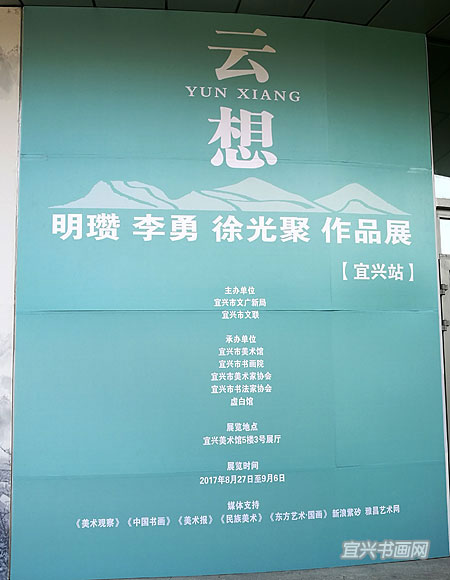 云
YUN XIANG
想
明瓒 李勇 徐光聚 作品展
【宜兴站】
主办单位
宜兴市文广新局
宜兴市文联
承办单位
宜兴市美术馆
宜兴市书画院
宜兴市美术家协会
宜兴市书法家协会
虚白馆
展览地点
宜兴美术馆5楼3号展厅
展览时间
2017年8月27日至9月6日
媒体支持
《美术观察》《中国书画》《美术报》《民族美术》《东方艺术·国画》新浪紫砂 雅昌艺术网
宜兴书画网